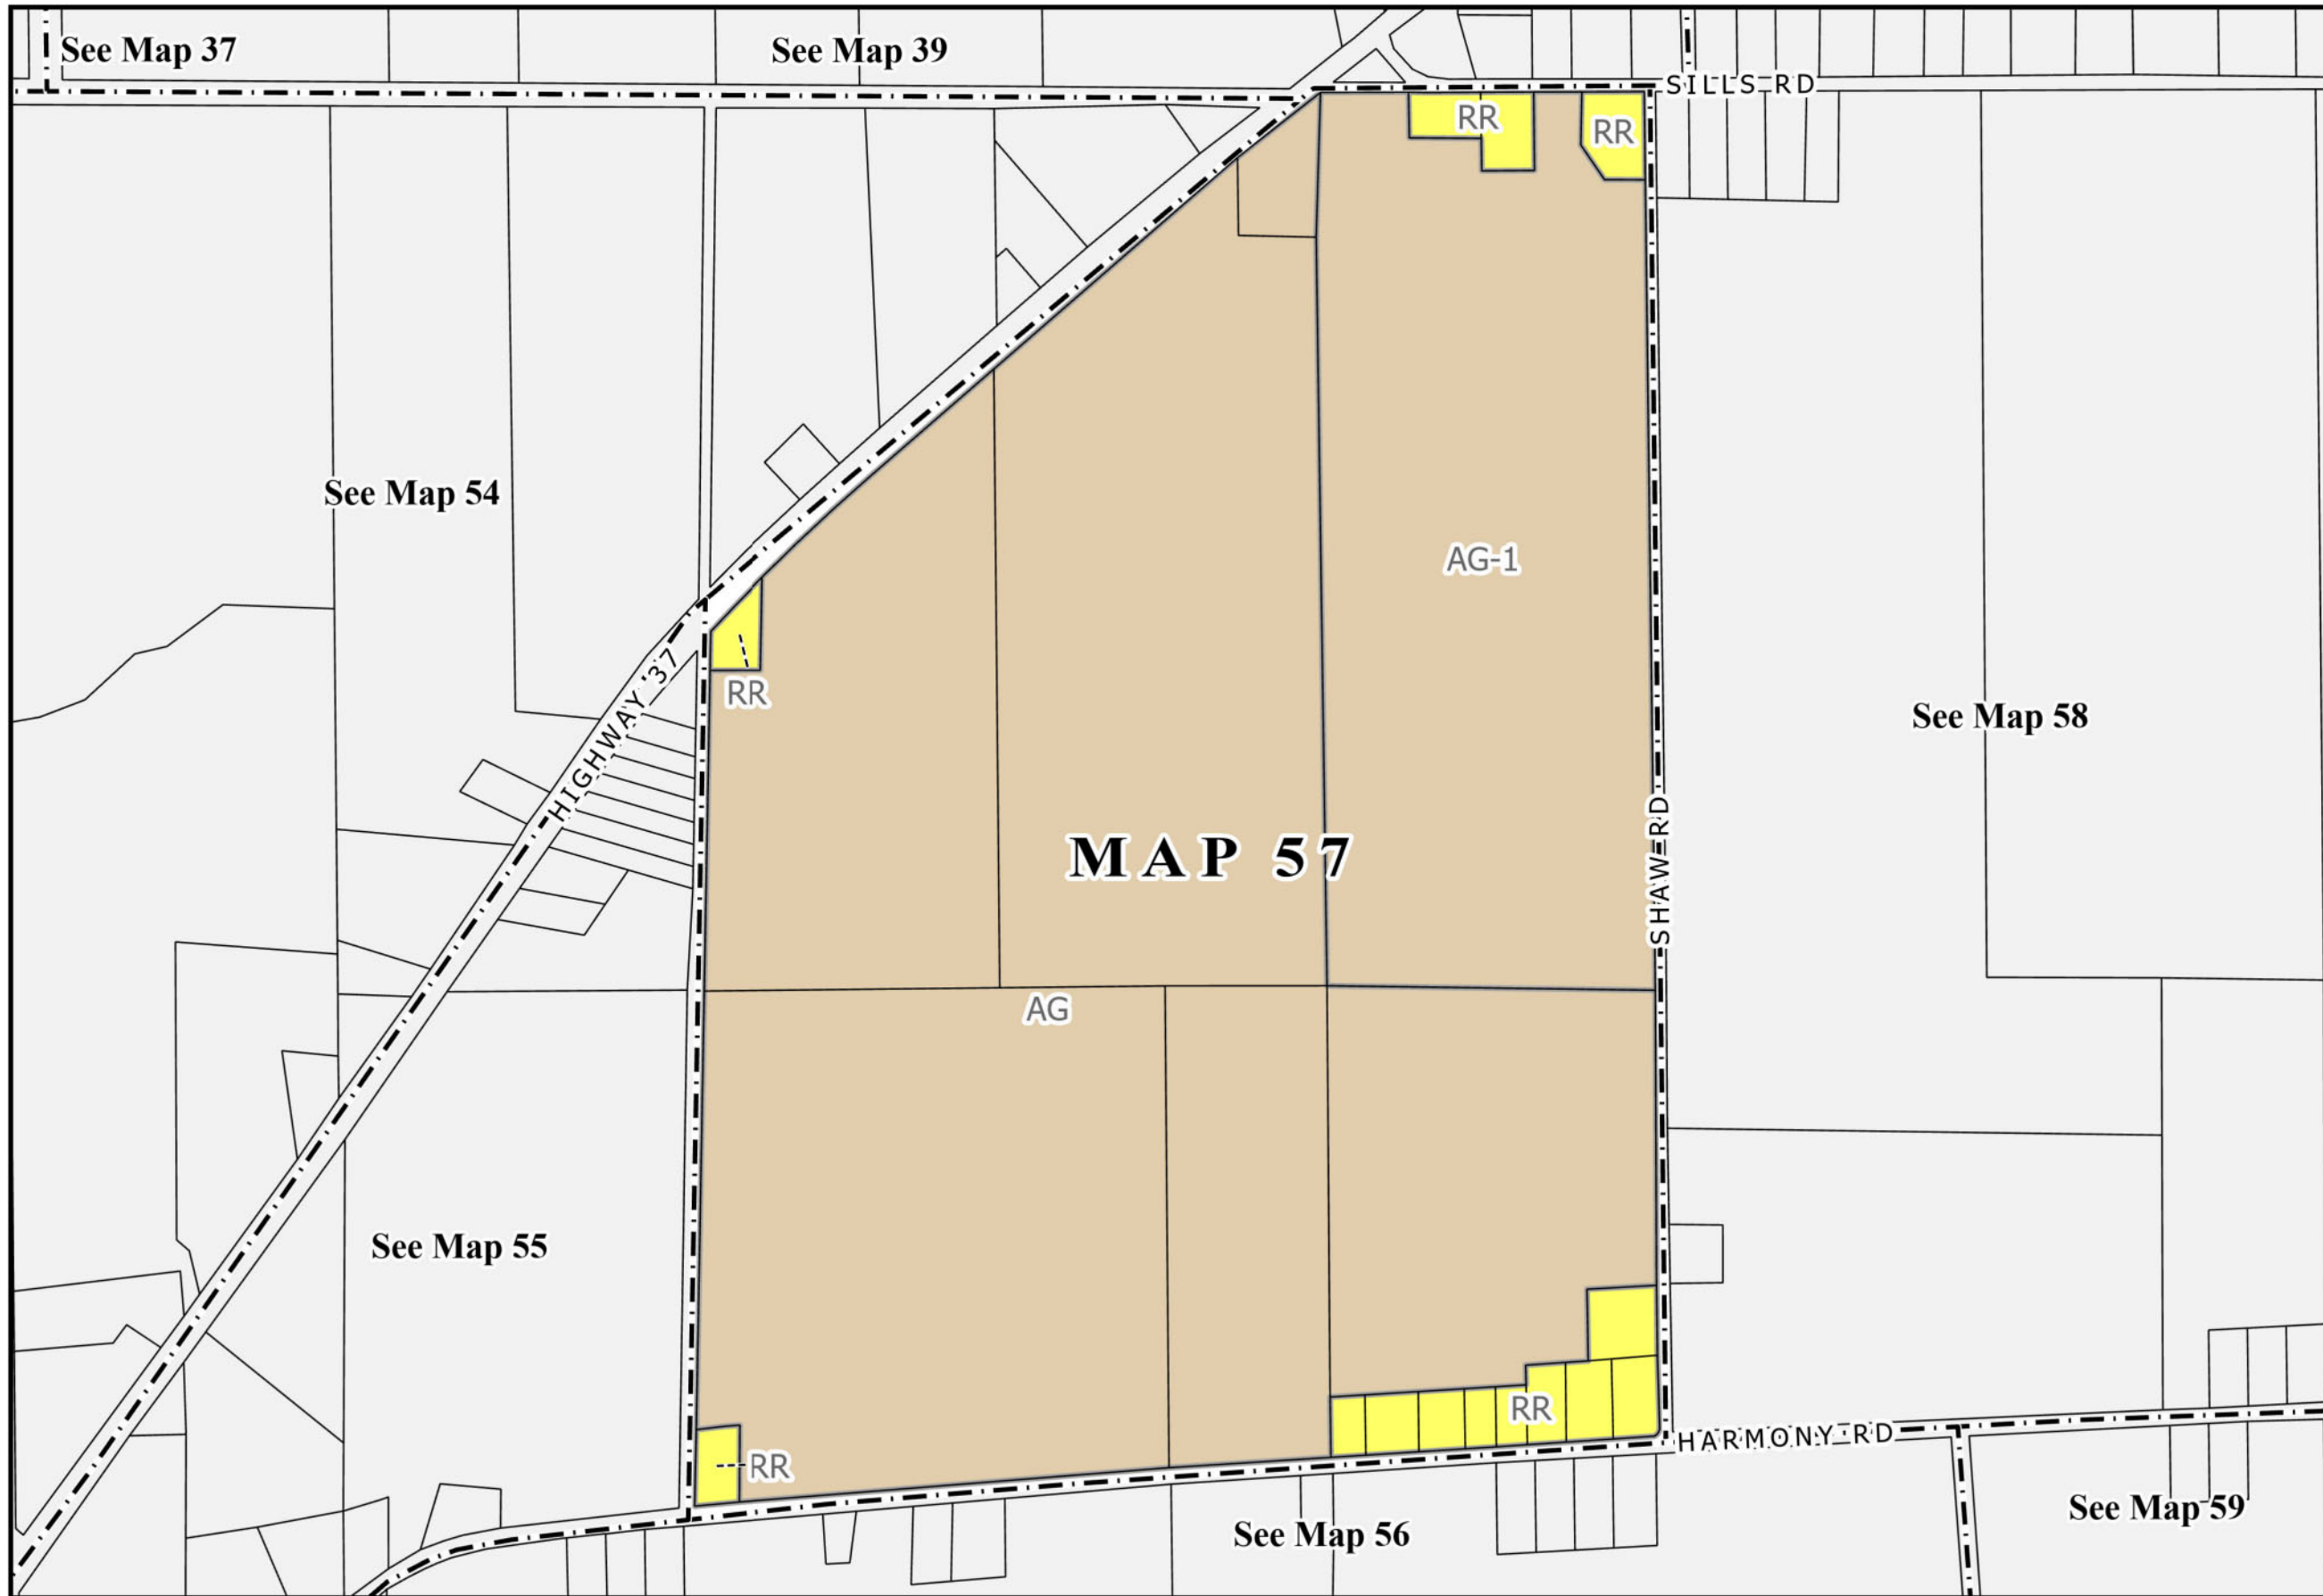 See Map 37
See Map 39
SILLS RD
RR
RR
See Map 54
AG-1
HIGHWAY 37
RR
See Map 58
SHAW RD
MAP 57
AG
See Map 55
RR
HARMONY RD
RR
See Map 56
See Map 59